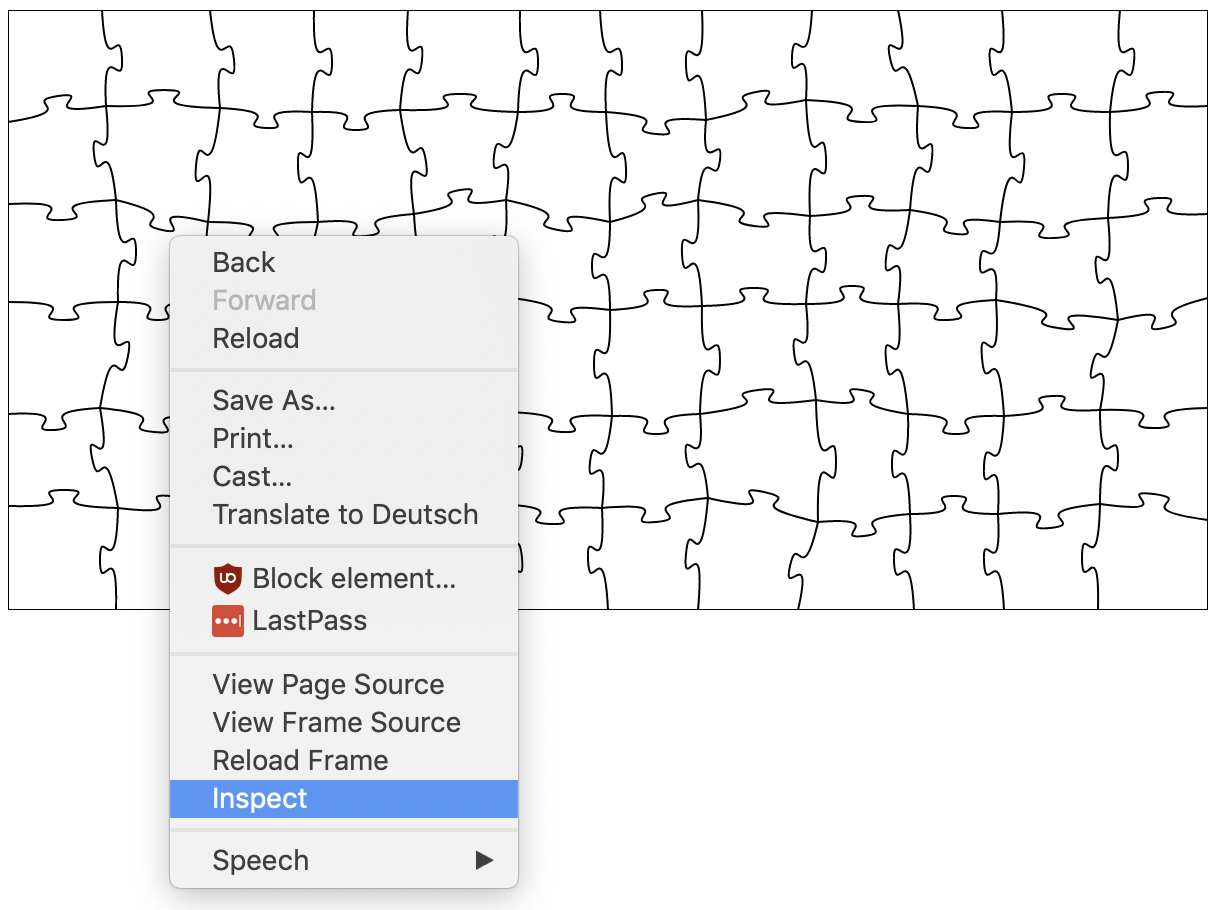 Back
Forward
Reload
Save As...
Print...
Cast...
Translate to Deutsch
Block element...
LastPass
View Page Source
View Frame Source
Reload Frame
Inspect
Speech